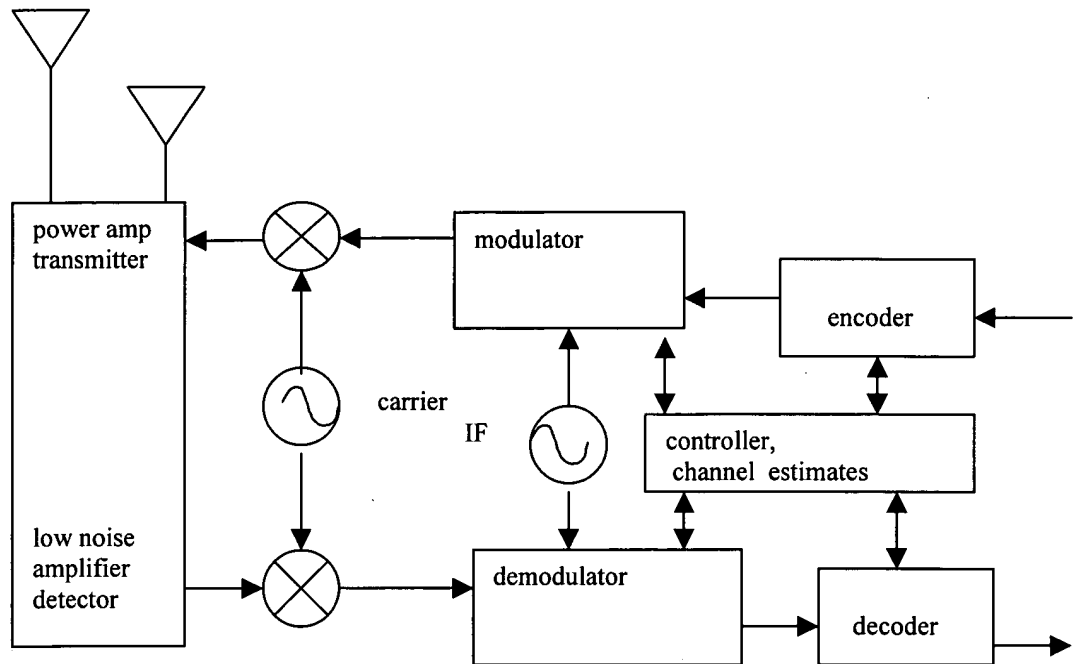 power amp
transmitter
modulator
encoder
carrier
IF
controller,
channel estimates
low noise
amplifier
detector
demodulator
decoder